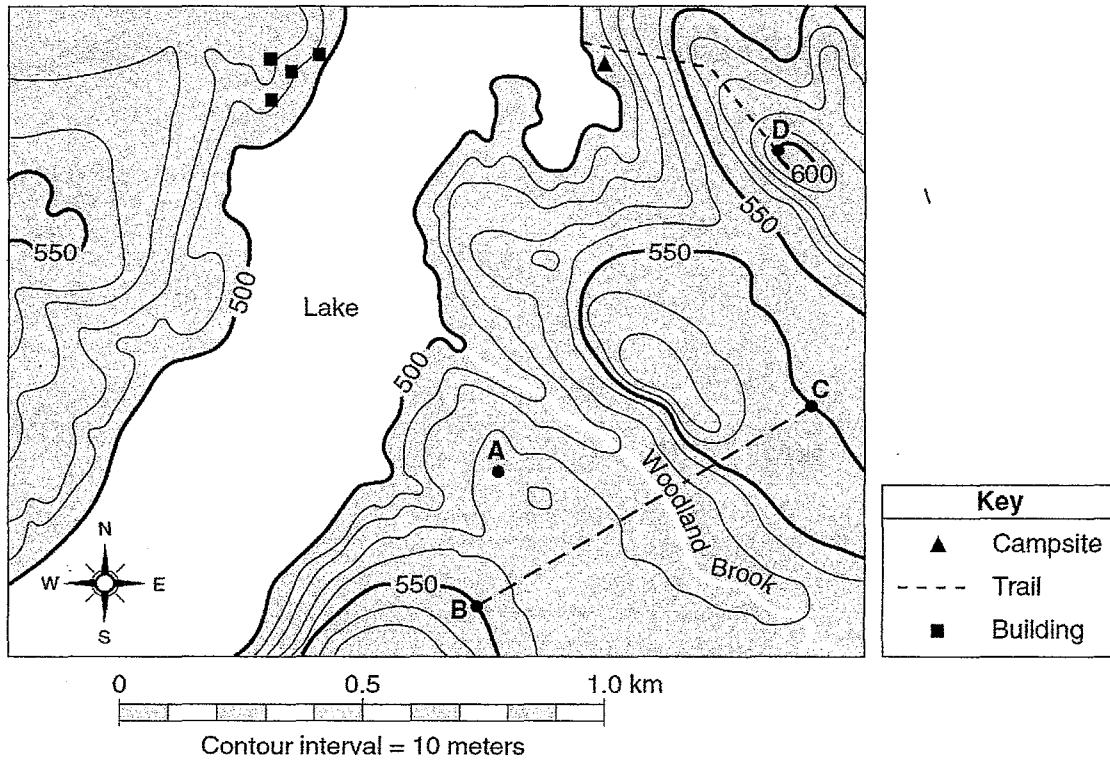 D
600
550
550
550
500
Lake
500
C
A
Woodland
Brook
N
W E
S
550
B
Key
Campsite
Trail
Building
0 0.5 1.0 km
Contour interval = 10 meters